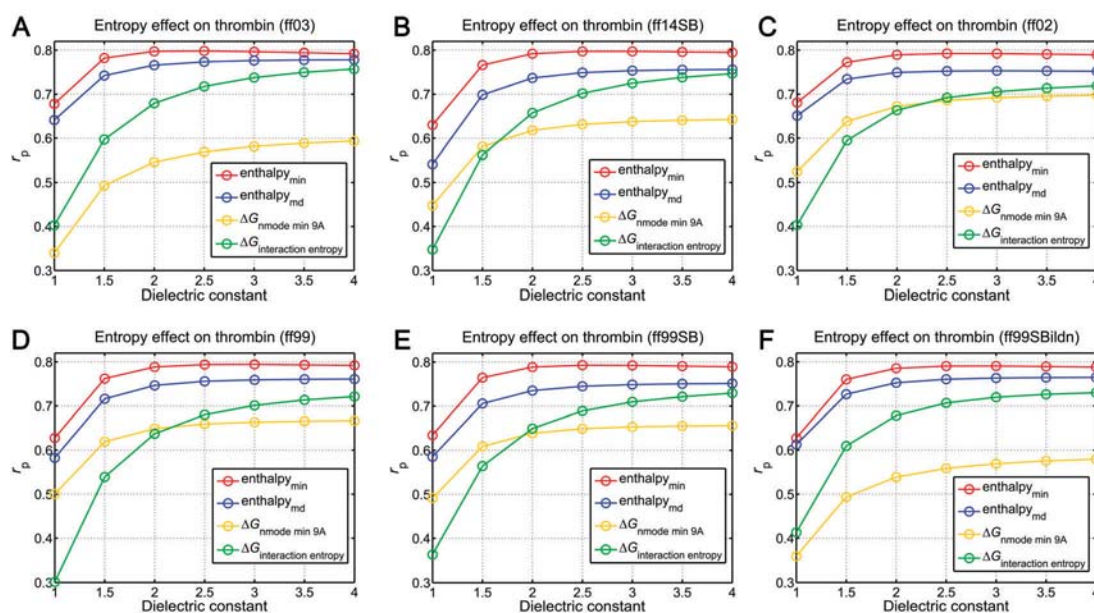 A Entropy effect on thrombin (ff03)
0.8
0.7
0.6
0.5
0.4
0.3
rp
1 1.5 2 2.5 3 3.5 4
Dielectric constant
enthalpymin
enthalpymd
ΔGnmode min 9A
ΔGinteraction entropy
B Entropy effect on thrombin (ff14SB)
0.8
0.7
0.6
0.5
0.4
0.3
1 1.5 2 2.5 3 3.5 4
Dielectric constant
enthalpymin
enthalpymd
ΔGnmode min 9A
ΔGinteraction entropy
C Entropy effect on thrombin (ff02)
0.8
0.7
0.6
0.5
0.4
0.3
1 1.5 2 2.5 3 3.5 4
Dielectric constant
enthalpymin
enthalpymd
ΔGnmode min 9A
ΔGinteraction entropy
D Entropy effect on thrombin (ff99)
0.8
0.7
0.6
0.5
0.4
0.3
rp
1 1.5 2 2.5 3 3.5 4
Dielectric constant
enthalpymin
enthalpymd
ΔGnmode min 9A
ΔGinteraction entropy
E Entropy effect on thrombin (ff99SB)
0.8
0.7
0.6
0.5
0.4
0.3
rp
1 1.5 2 2.5 3 3.5 4
Dielectric constant
enthalpymin
enthalpymd
ΔGnmode min 9A
ΔGinteraction entropy
F Entropy effect on thrombin (ff99SBildn)
0.8
0.7
0.6
0.5
0.4
0.3
rp
1 1.5 2 2.5 3 3.5 4
Dielectric constant
enthalpymin
enthalpymd
ΔGnmode min 9A
ΔGinteraction entropy